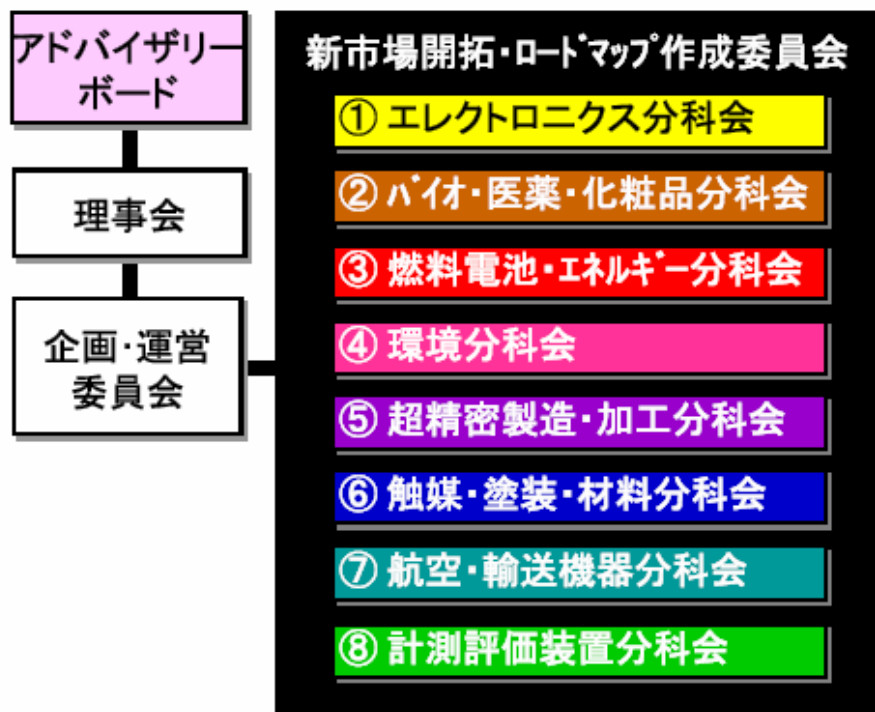 アドバイザリー
ボード
理事会
企画・運営
委員会
新市場開拓・ロードマップ作成委員会
① エレクトロニクス分科会
② バイオ・医薬・化粧品分科会
③ 燃料電池・エネルギー分科会
④ 環境分科会
⑤ 超精密製造・加工分科会
⑥ 触媒・塗装・材料分科会
⑦ 航空・輸送機器分科会
⑧ 計測評価装置分科会